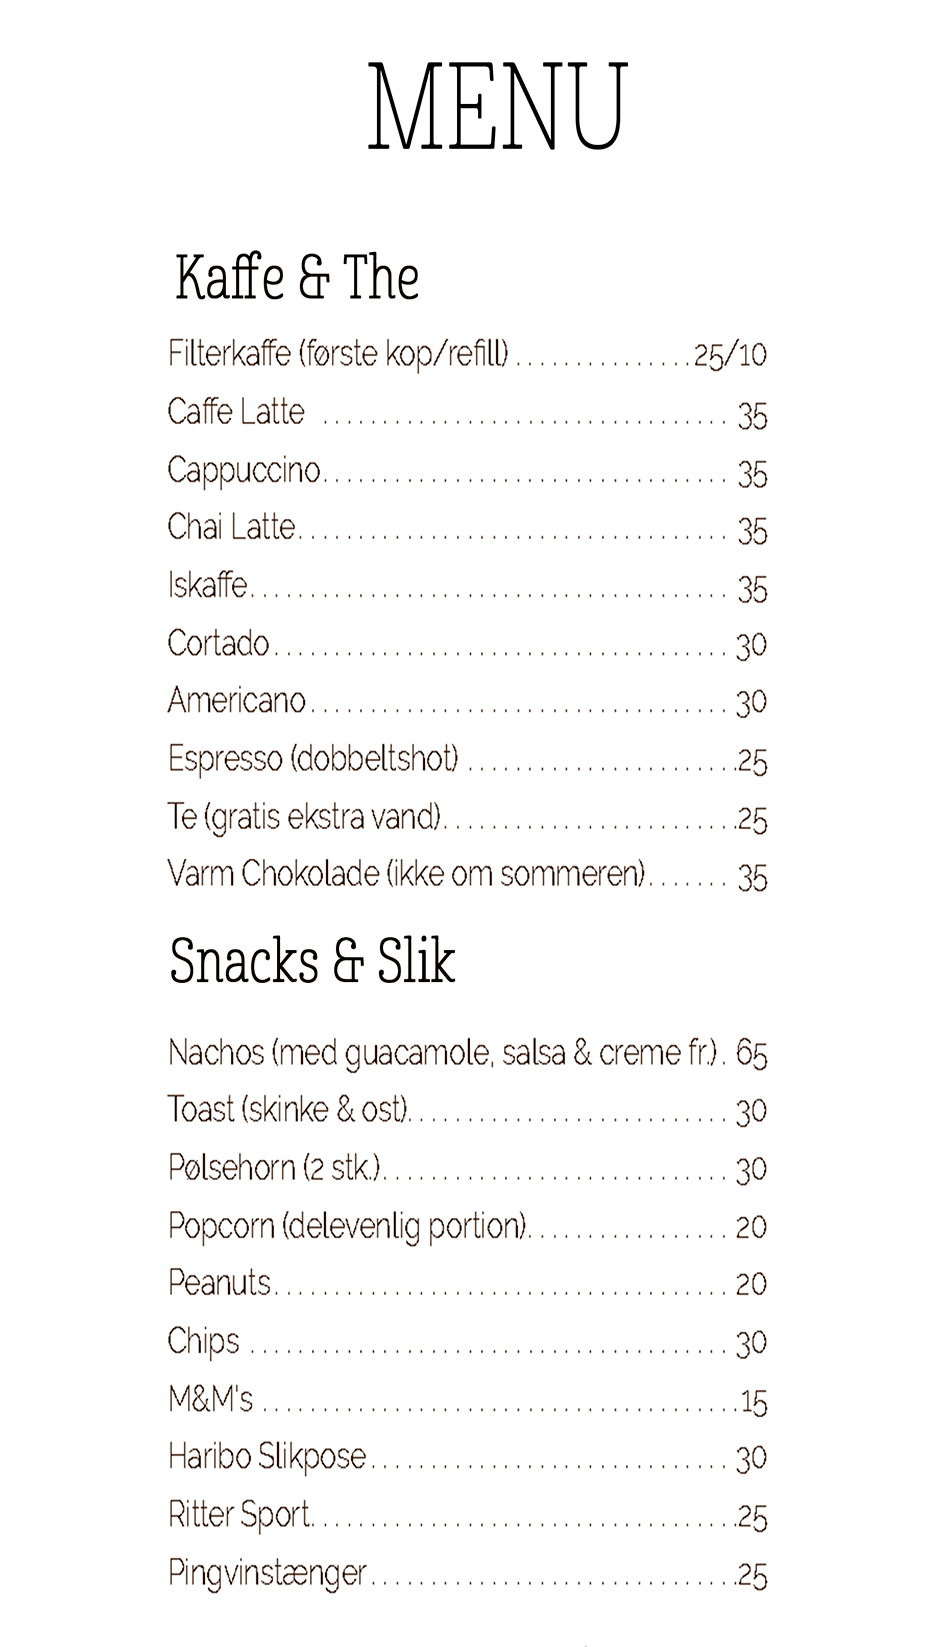 MENU
Kaffe & The
Filterkaffe (første kop/refill) ............... 25/10
Caffe Latte .................................. 35
Cappuccino .................................. 35
Chai Latte .................................... 35
Iskaffe ........................................ 35
Cortado ...................................... 30
Americano ................................... 30
Espresso (dobbeltshot) ....................... 25
Te (gratis ekstra vand) ......................... 25
Varm Chokolade (ikke om sommeren) ....... 35
Snacks & Slik
Nachos (med guacamole, salsa & creme fr.) . 65
Toast (skinke & ost) ........................... 30
Pølsehorn (2 stk.) ............................. 30
Popcorn (delevenlig portion) ................. 20
Peanuts ...................................... 20
Chips ........................................ 30
M&M's ........................................ 15
Haribo Slikpose .............................. 30
Ritter Sport .................................... 25
Pingvinstænger ............................... 25